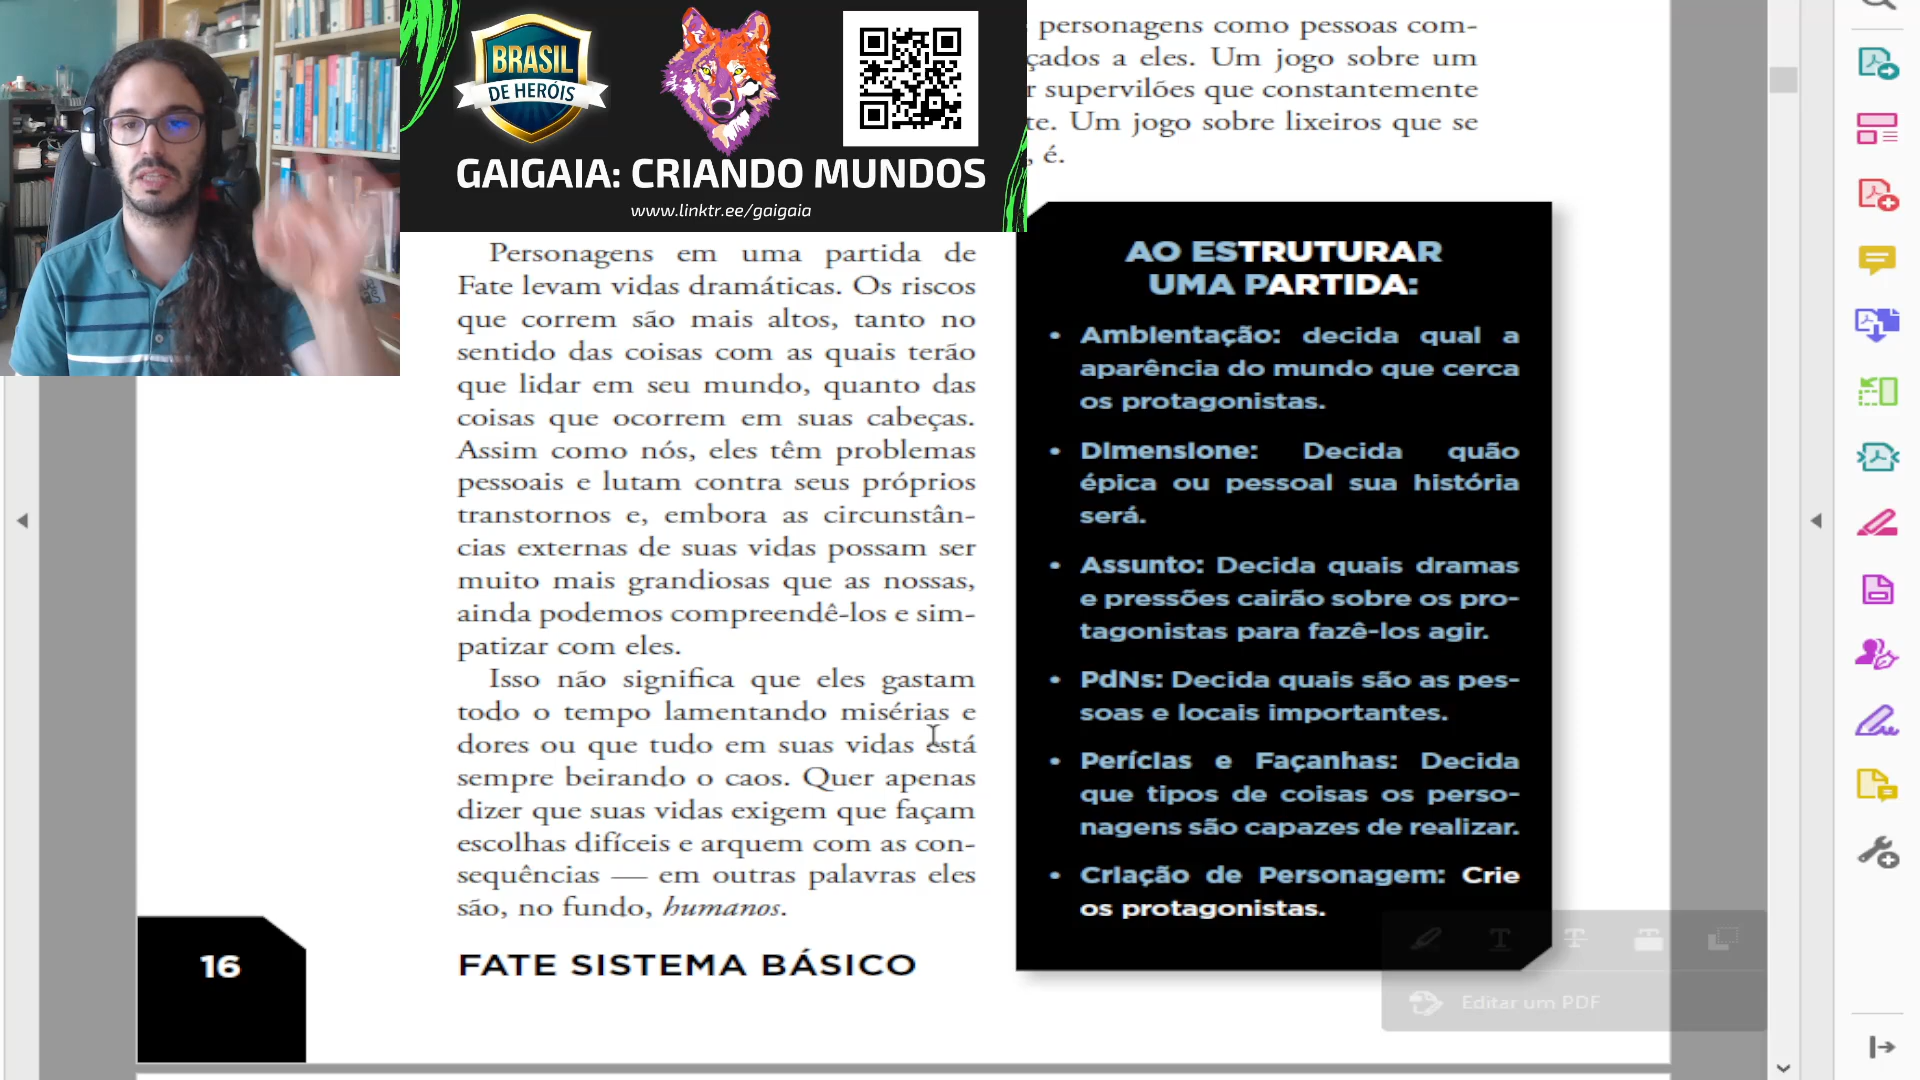 BRASIL
DE HERÓIS
GAIGAIA: CRIANDO MUNDOS
www.linktr.ee/gaigaia
personagens como pessoas com-
çados a eles. Um jogo sobre um
r supervilões que constantemente
te. Um jogo sobre lixeiros que se
, é.
Personagens em uma partida de
Fate levam vidas dramáticas. Os riscos
que correm são mais altos, tanto no
sentido das coisas com as quais terão
que lidar em seu mundo, quanto das
coisas que ocorrem em suas cabeças.
Assim como nós, eles têm problemas
pessoais e lutam contra seus próprios
transtornos e, embora as circunstân-
cias externas de suas vidas possam ser
muito mais grandiosas que as nossas,
ainda podemos compreendê-los e sim-
patizar com eles.
Isso não significa que eles gastam
todo o tempo lamentando misérias e
dores ou que tudo em suas vidas está
sempre beirando o caos. Quer apenas
dizer que suas vidas exigem que façam
escolhas difíceis e arquem com as con-
sequências — em outras palavras eles
são, no fundo, humanos.
16
FATE SISTEMA BÁSICO
AO ESTRUTURAR
UMA PARTIDA:
• Ambientação: decida qual a
aparência do mundo que cerca
os protagonistas.
• Dimensione: Decida quão
épica ou pessoal sua história
será.
• Assunto: Decida quais dramas
e pressões cairão sobre os pro-
tagonistas para fazê-los agir.
• PdNs: Decida quais são as pes-
soas e locais importantes.
• Perícias e Façanhas: Decida
que tipos de coisas os perso-
nagens são capazes de realizar.
• Criação de Personagem: Crie
os protagonistas.
Editar um PDF